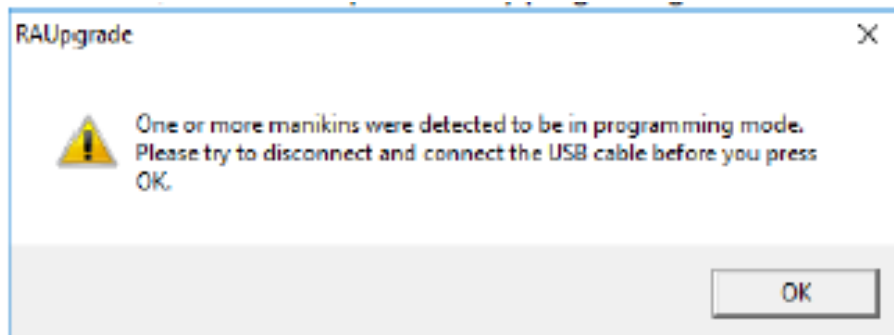 RAUpgrade
One or more manikins were detected to be in programming mode.
Please try to disconnect and connect the USB cable before you press
OK.
OK